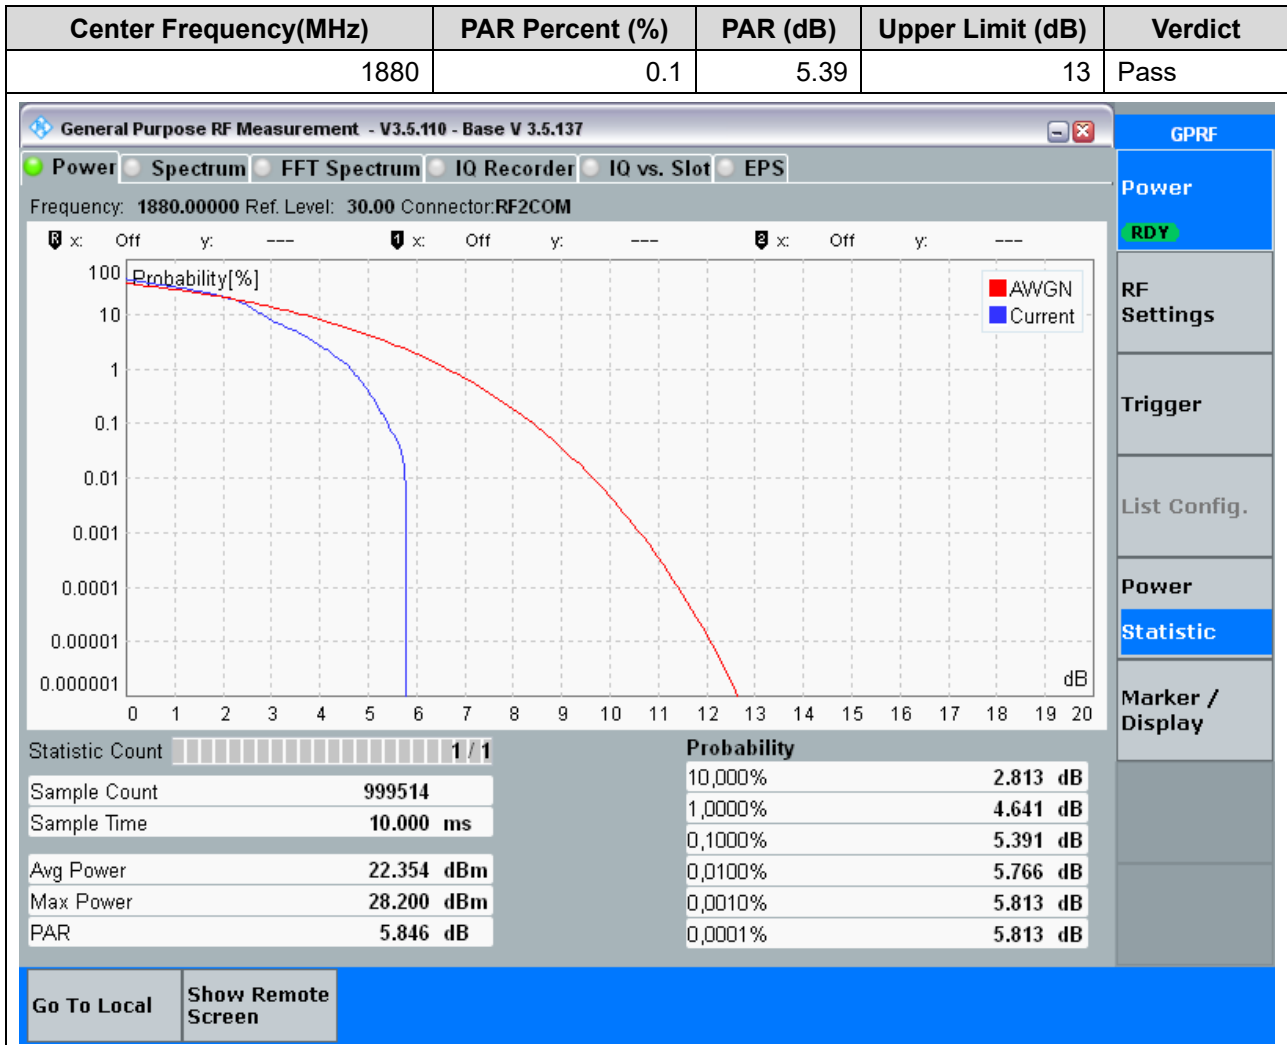 Center Frequency(MHz) PAR Percent (%) PAR (dB) Upper Limit (dB) Verdict
1880 0.1 5.39 13 Pass
General Purpose RF Measurement - V3.5.110 - Base V 3.5.137
GPRF
Power Spectrum FFT Spectrum IQ Recorder IQ vs. Slot EPS
Power
RDY
Frequency: 1880.00000 Ref. Level: 30.00 Connector:RF2COM
R x: Off y: --- 1 x: Off y: --- 2 x: Off y: ---
Probability[%]
AWGN
Current
100
10
1
0.1
0.01
0.001
0.0001
0.00001
0.000001
dB
0 1 2 3 4 5 6 7 8 9 10 11 12 13 14 15 16 17 18 19 20
RF
Settings
Trigger
List Config.
Power
Statistic
Marker /
Display
Statistic Count 1 / 1
Sample Count 999514
Sample Time 10.000 ms
Avg Power 22.354 dBm
Max Power 28.200 dBm
PAR 5.846 dB
Probability
10,000% 2.813 dB
1,0000% 4.641 dB
0,1000% 5.391 dB
0,0100% 5.766 dB
0,0010% 5.813 dB
0,0001% 5.813 dB
Go To Local
Show Remote
Screen